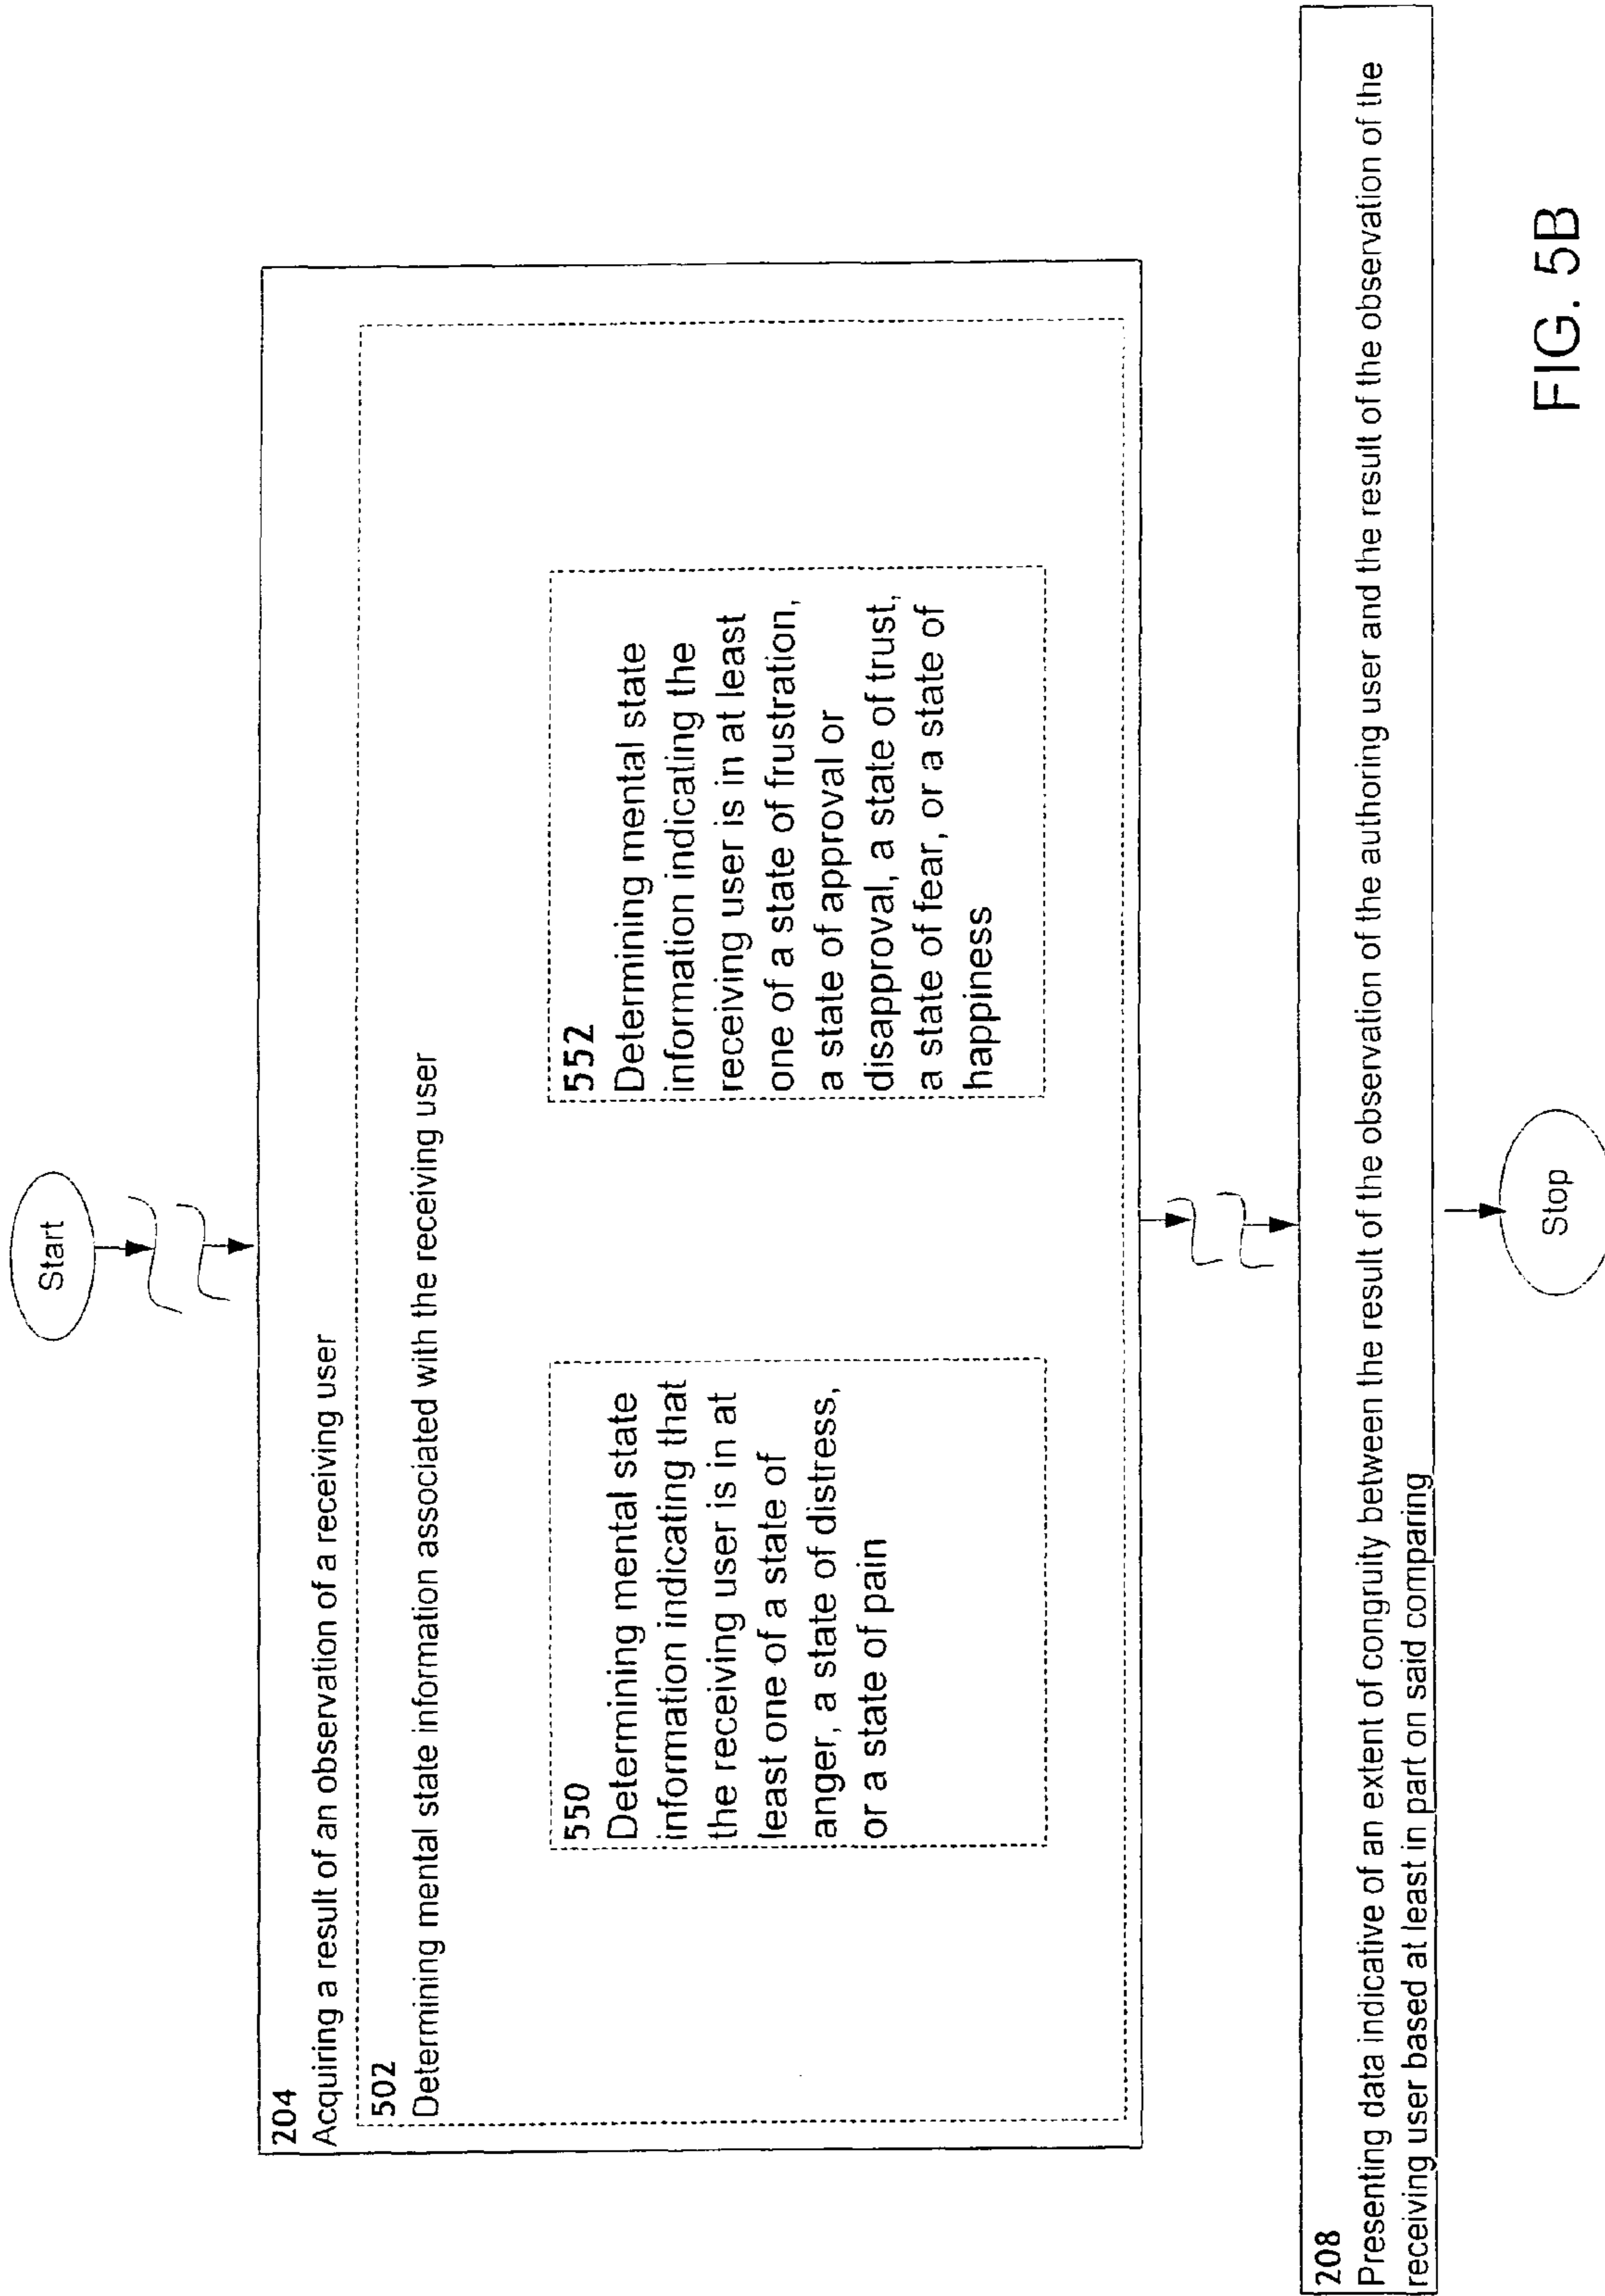 Start
204
Acquiring a result of an observation of a receiving user
502
Determining mental state information associated with the receiving user
550
Determining mental state
information indicating that
the receiving user is in at
least one of a state of
anger, a state of distress,
or a state of pain
552
Determining mental state
information indicating the
receiving user is in at least
one of a state of frustration,
a state of approval or
disapproval, a state of trust,
a state of fear, or a state of
happiness
208
Presenting data indicative of an extent of congruity between the result of the observation of the authoring user and the result of the observation of the
receiving user based at least in part on said comparing
Stop
FIG. 5B